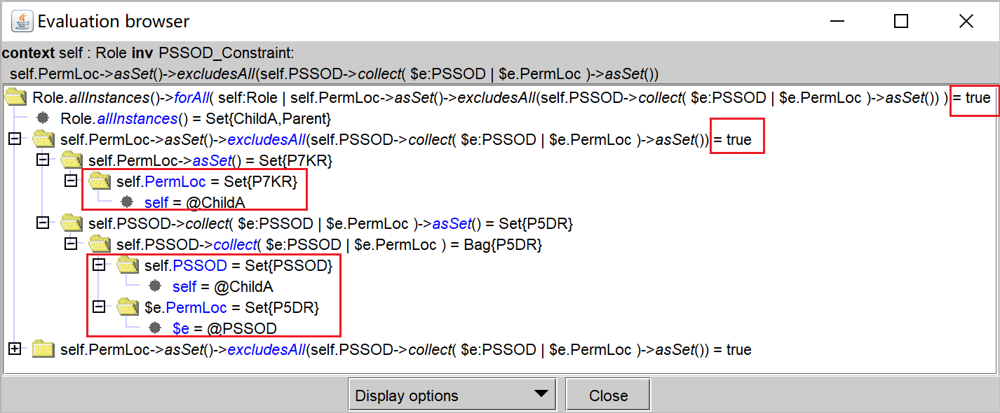 Evaluation browser
context self : Role inv PSSOD_Constraint:
self.PermLoc->asSet()->excludesAll(self.PSSOD->collect( $e:PSSOD | $e.PermLoc )->asSet())
Role.allInstances()->forAll( self:Role | self.PermLoc->asSet()->excludesAll(self.PSSOD->collect( $e:PSSOD | $e.PermLoc )->asSet()) ) = true
Role.allInstances() = Set{ChildA,Parent}
self.PermLoc->asSet()->excludesAll(self.PSSOD->collect( $e:PSSOD | $e.PermLoc )->asSet()) = true
self.PermLoc->asSet() = Set{P7KR}
self.PermLoc = Set{P7KR}
self = @ChildA
self.PSSOD->collect( $e:PSSOD | $e.PermLoc )->asSet() = Set{P5DR}
self.PSSOD->collect( $e:PSSOD | $e.PermLoc ) = Bag{P5DR}
self.PSSOD = Set{PSSOD}
self = @ChildA
$e.PermLoc = Set{P5DR}
$e = @PSSOD
self.PermLoc->asSet()->excludesAll(self.PSSOD->collect( $e:PSSOD | $e.PermLoc )->asSet()) = true
Display options
Close